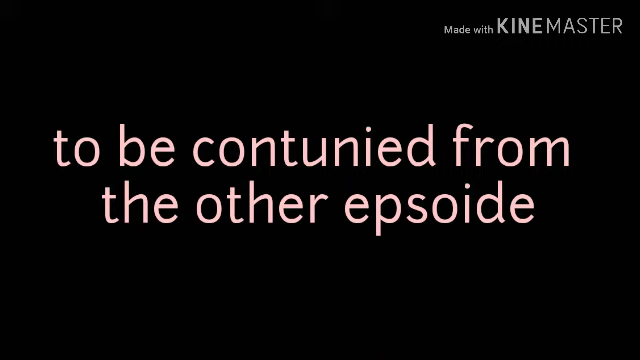 Made with KINEMASTER
to be contunied from
the other epsoide